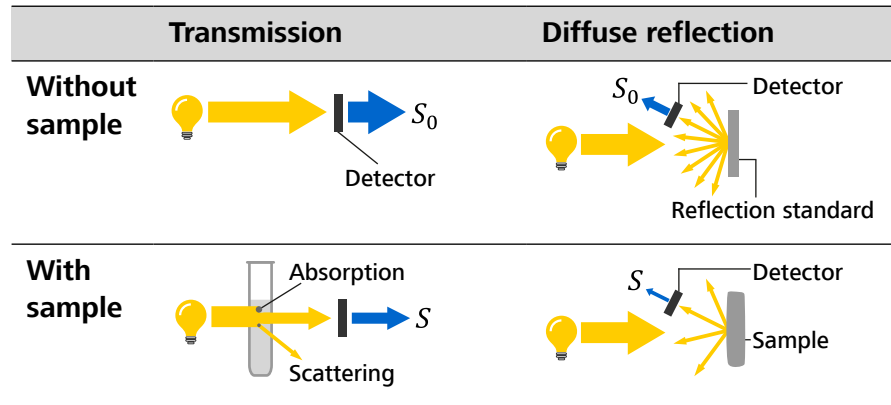 Transmission
Diffuse reflection
Without
sample
S₀
Detector
S₀
Detector
Reflection standard
With
sample
Absorption
S
Scattering
S
Detector
Sample